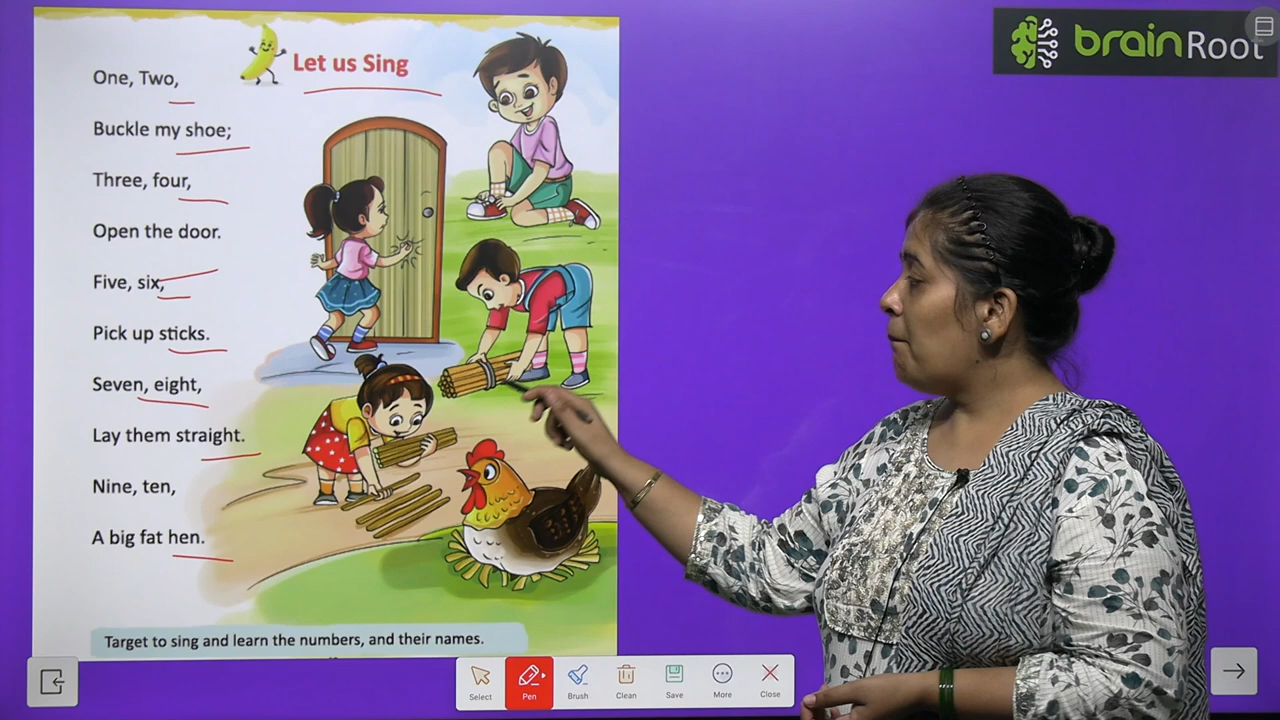 Let us Sing
One, Two,
Buckle my shoe;
Three, four,
Open the door.
Five, six,
Pick up sticks.
Seven, eight,
Lay them straight.
Nine, ten,
A big fat hen.
Target to sing and learn the numbers, and their names.
brainRoot
Select
Pen
Brush
Clean
Save
More
Close